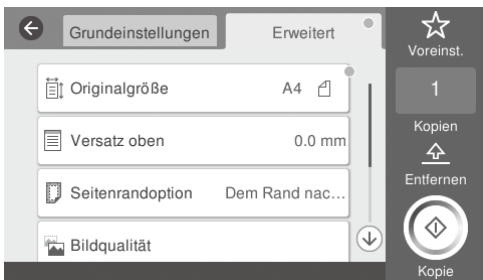 Grundeinstellungen
Erweitert
Voreinst.
Originalgröße A4
1
Versatz oben 0.0 mm
Kopien
Entfernen
Seitenrandoption Dem Rand nac...
Bildqualität
Kopie